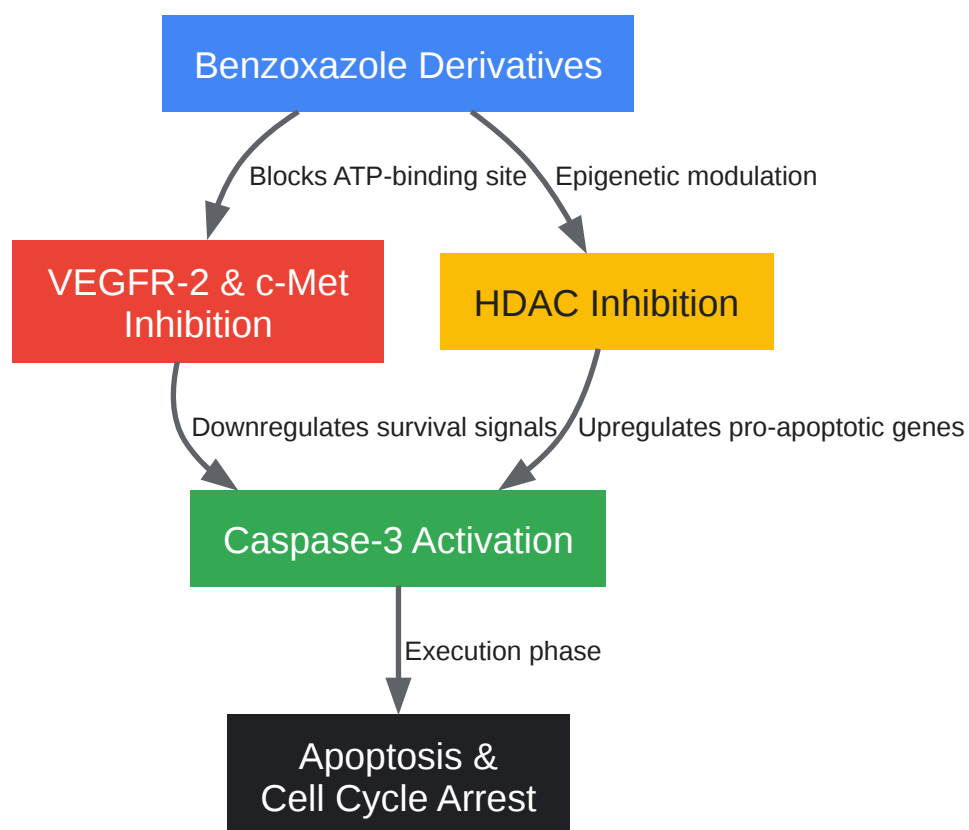 Benzoxazole Derivatives
Blocks ATP-binding site
Epigenetic modulation
VEGFR-2 & c-Met
Inhibition
HDAC Inhibition
Downregulates survival signals
Upregulates pro-apoptotic genes
Caspase-3 Activation
Execution phase
Apoptosis &
Cell Cycle Arrest